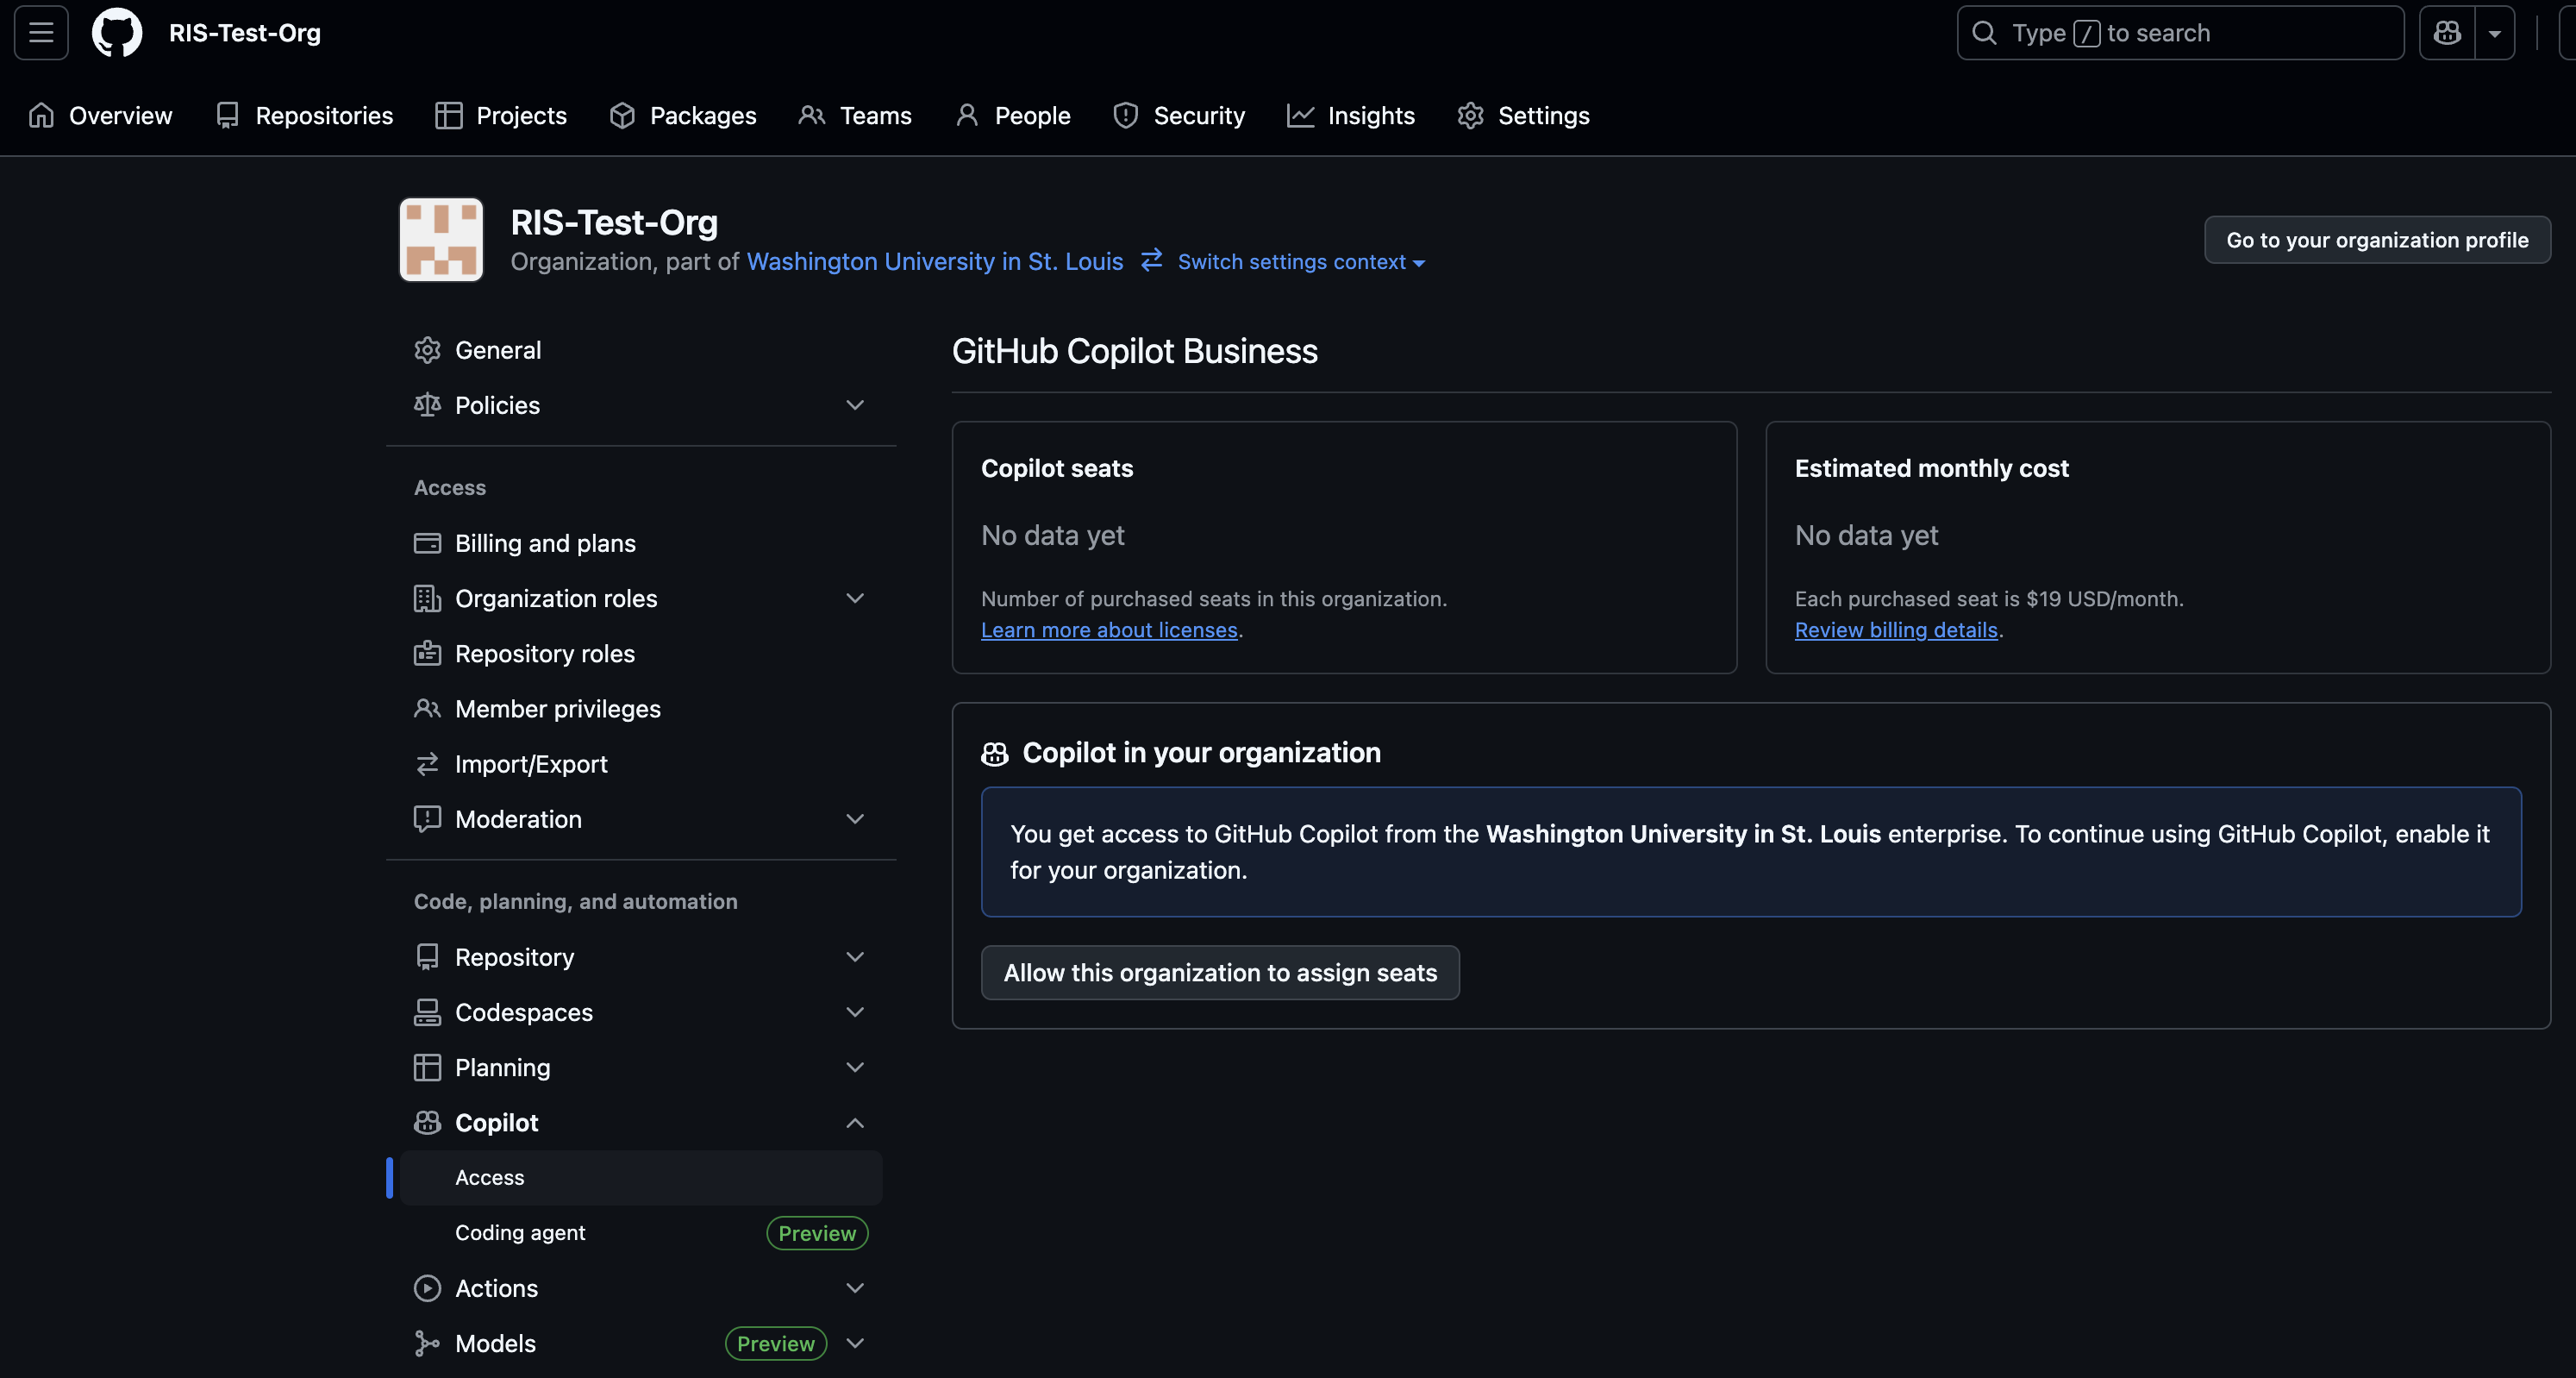 RIS-Test-Org
Type / to search
Overview
Repositories
Projects
Packages
Teams
People
Security
Insights
Settings
RIS-Test-Org
Organization, part of Washington University in St. Louis Switch settings context
Go to your organization profile
General
Policies
Access
Billing and plans
Organization roles
Repository roles
Member privileges
Import/Export
Moderation
Code, planning, and automation
Repository
Codespaces
Planning
Copilot
Access
Coding agent Preview
Actions
Models Preview
GitHub Copilot Business
Copilot seats
No data yet
Number of purchased seats in this organization.
Learn more about licenses.
Estimated monthly cost
No data yet
Each purchased seat is $19 USD/month.
Review billing details.
Copilot in your organization
You get access to GitHub Copilot from the Washington University in St. Louis enterprise. To continue using GitHub Copilot, enable it
for your organization.
Allow this organization to assign seats